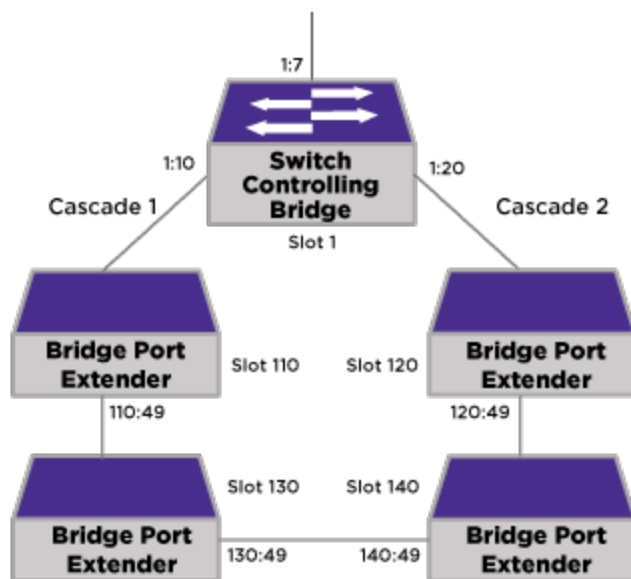 1:7
1:10
Switch
Controlling
Bridge
1:20
Cascade 1
Cascade 2
Slot 1
Bridge Port
Extender
Slot 110
Slot 120
Bridge Port
Extender
110:49
120:49
Slot 130
Slot 140
Bridge Port
Extender
130:49
140:49
Bridge Port
Extender